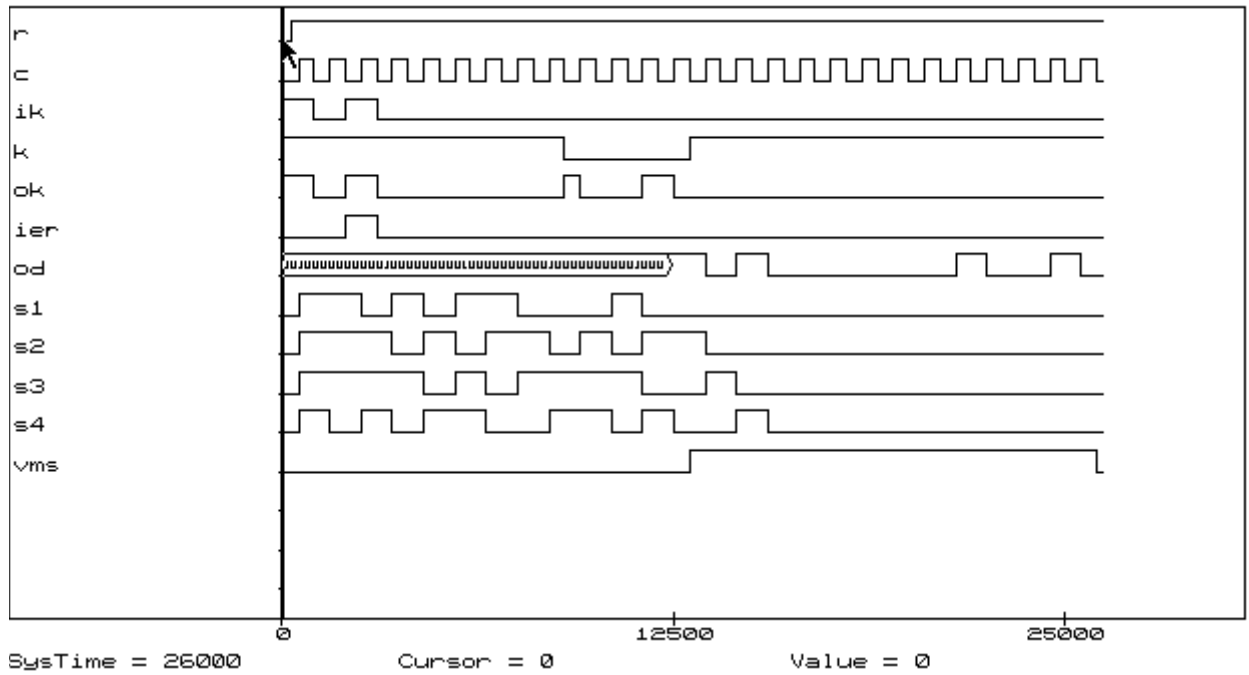 r
c
ik
k
ok
ier
od
s1
s2
s3
s4
vms
0 12500 25000
SysTime = 26000 Cursor = 0 Value = 0